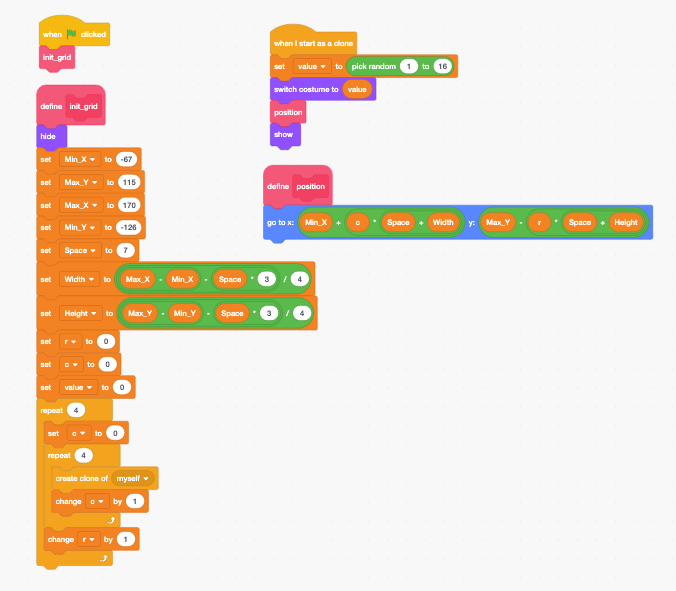 when clicked
init_grid
define init_grid
hide
set Min_X to -67
set Max_Y to 115
set Max_X to 170
set Min_Y to -126
set Space to 7
set Width to Max_X - Min_X - Space * 3 / 4
set Height to Max_Y - Min_Y - Space * 3 / 4
set r to 0
set c to 0
set value to 0
repeat 4
set c to 0
repeat 4
create clone of myself
change c by 1
change r by 1
when I start as a clone
set value to pick random 1 to 16
switch costume to value
position
show
define position
go to x: Min_X + c * Space + Width y: Max_Y - r * Space + Height